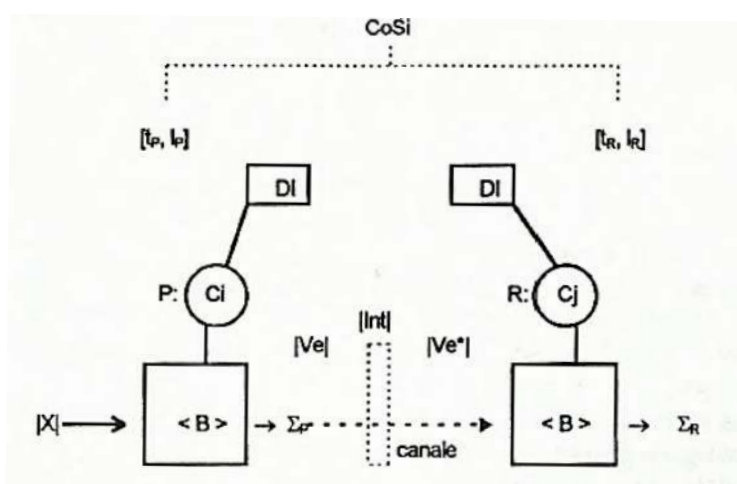 CoSi
[tP, lP] [tR, lR]
DI DI
P: Ci R: Cj
|Int|
|Ve| |Ve*|
|X| < B > → ΣP < B > → ΣR
canale